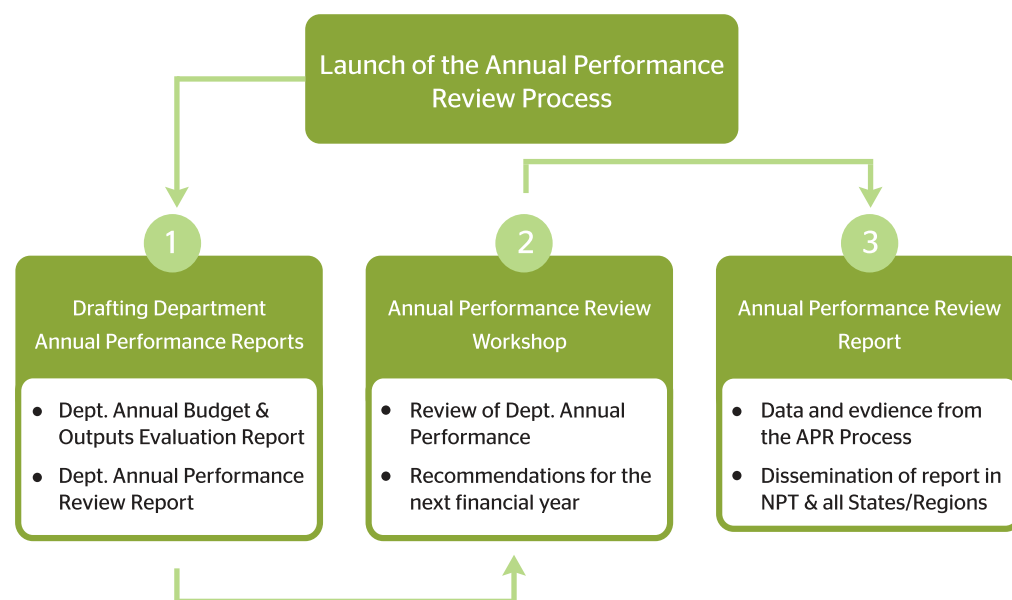 Launch of the Annual Performance
Review Process
1
Drafting Department
Annual Performance Reports
• Dept. Annual Budget &
Outputs Evaluation Report
• Dept. Annual Performance
Review Report
2
Annual Performance Review
Workshop
• Review of Dept. Annual
Performance
• Recommendations for the
next financial year
3
Annual Performance Review
Report
• Data and evdience from
the APR Process
• Dissemination of report in
NPT & all States/Regions